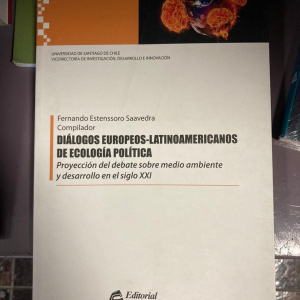 UNIVERSIDAD DE SANTIAGO DE CHILE
VICERRECTORÍA DE INVESTIGACIÓN, DESARROLLO E INNOVACIÓN
Fernando Estenssoro Saavedra
Compilador
DIÁLOGOS EUROPEOS-LATINOAMERICANOS
DE ECOLOGÍA POLÍTICA
Proyección del debate sobre medio ambiente
y desarrollo en el siglo XXI
Editorial